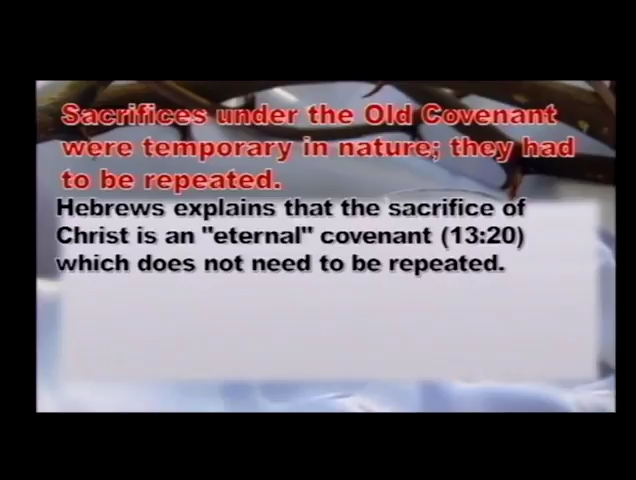 Sacrifices under the Old Covenant
were temporary in nature; they had
to be repeated.
Hebrews explains that the sacrifice of
Christ is an "eternal" covenant (13:20)
which does not need to be repeated.